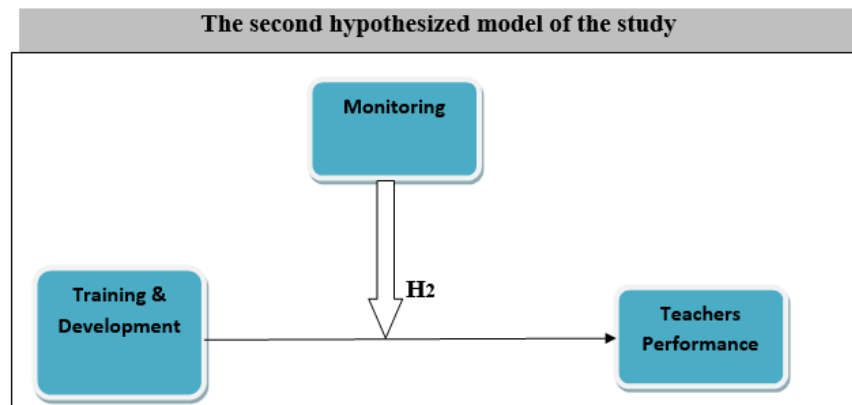 The second hypothesized model of the study
Monitoring
H2
Training &
Development
Teachers
Performance